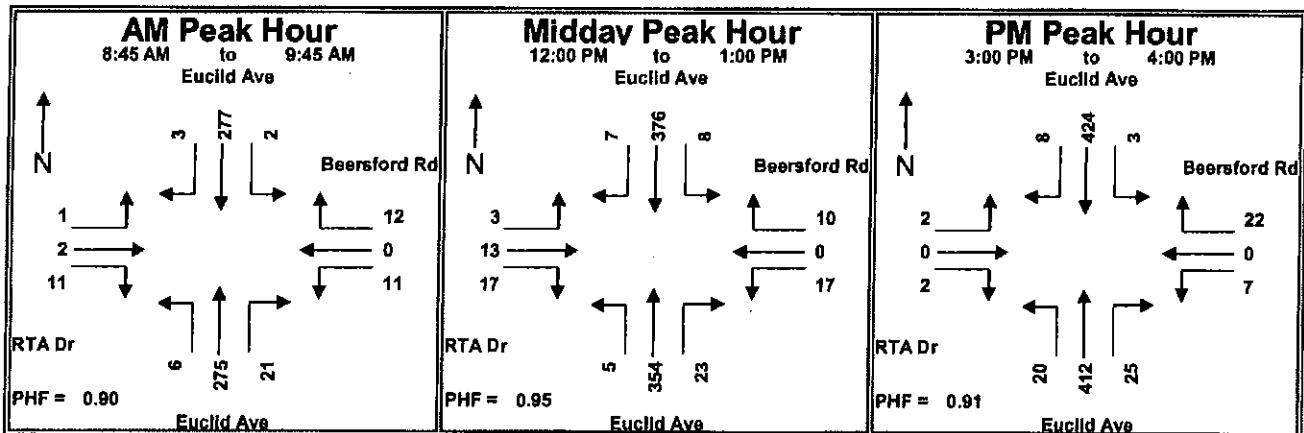 AM Peak Hour
8:45 AM to 9:45 AM
Euclid Ave
3 277 2
N
Beersford Rd
1 12
2 0
11 11
RTA Dr
6 275 21
PHF = 0.90
Euclid Ave
Midday Peak Hour
12:00 PM to 1:00 PM
Euclid Ave
7 376 8
N
Beersford Rd
3 10
13 0
17 17
RTA Dr
5 354 23
PHF = 0.95
Euclid Ave
PM Peak Hour
3:00 PM to 4:00 PM
Euclid Ave
8 424 3
N
Beersford Rd
2 22
0 0
2 7
RTA Dr
20 412 25
PHF = 0.91
Euclid Ave